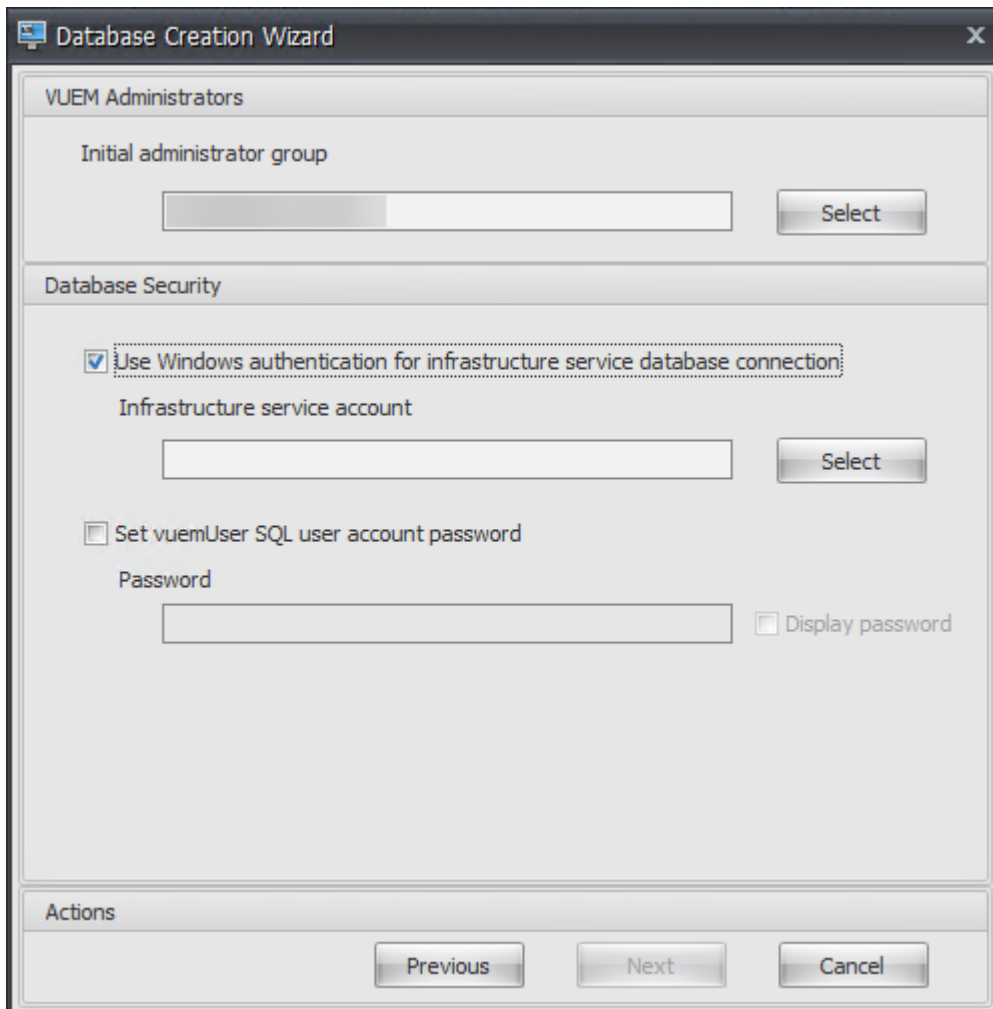 Database Creation Wizard
VUEM Administrators
Initial administrator group
Select
Database Security
Use Windows authentication for infrastructure service database connection
Infrastructure service account
Select
Set vuemUser SQL user account password
Password
Display password
Actions
Previous Next Cancel